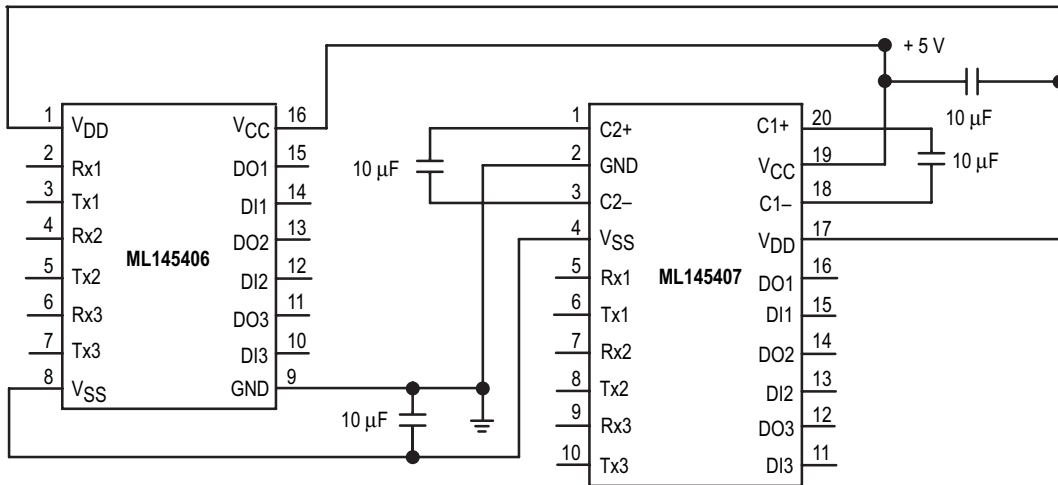 + 5 V
10 µF
1 VDD
2 Rx1
3 Tx1
4 Rx2
5 Tx2
6 Rx3
7 Tx3
8 VSS
ML145406
16 VCC
15 DO1
14 DI1
13 DO2
12 DI2
11 DO3
10 DI3
9 GND
10 µF
10 µF
1 C2+
2 GND
3 C2–
4 VSS
5 Rx1
6 Tx1
7 Rx2
8 Tx2
9 Rx3
10 Tx3
ML145407
20 C1+
19 VCC
18 C1–
17 VDD
16 DO1
15 DI1
14 DO2
13 DI2
12 DO3
11 DI3
10 µF